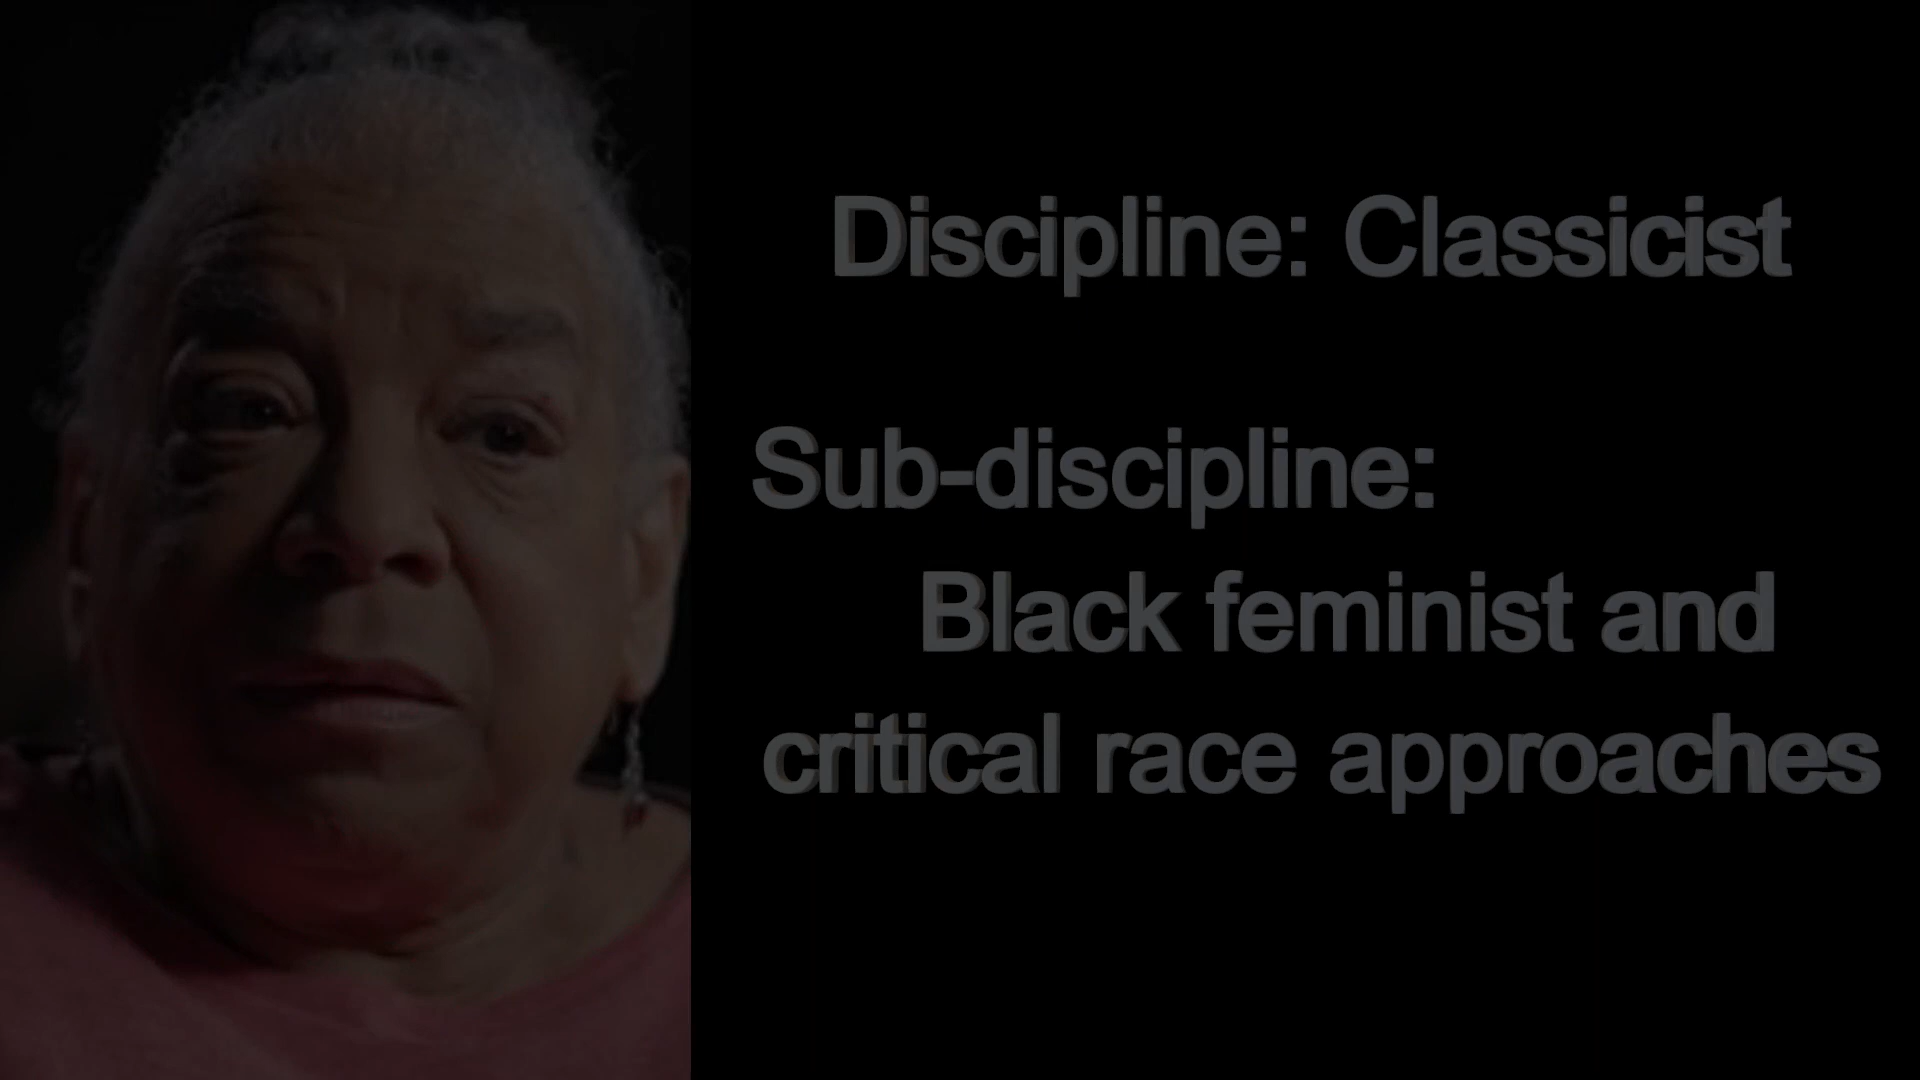 Discipline: Classicist
Sub-discipline:
Black feminist and
critical race approaches